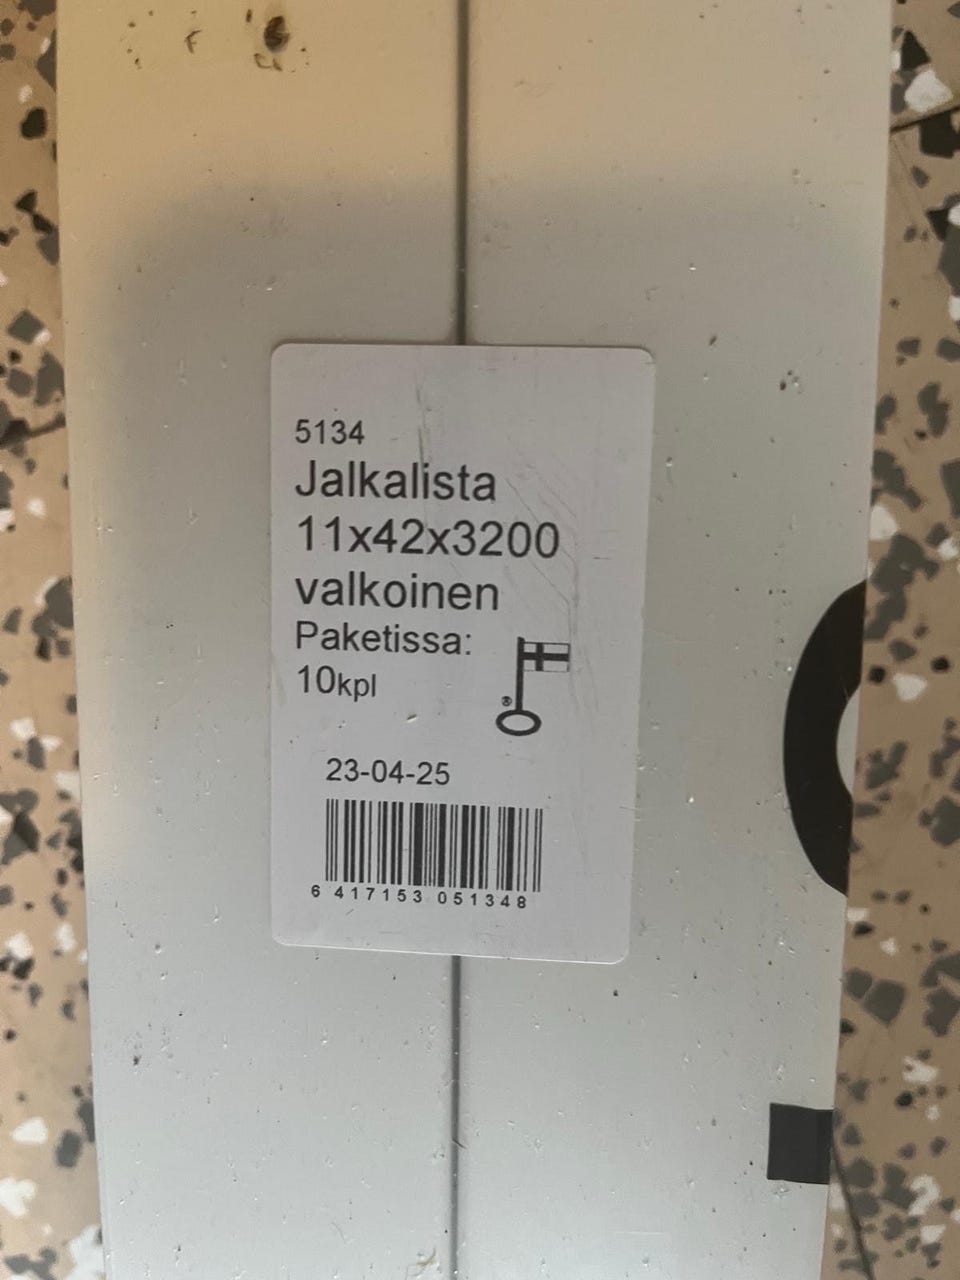 5134
Jalkalista
11x42x3200
valkoinen
Paketissa:
10kpl
®
23-04-25
6 417153 051348